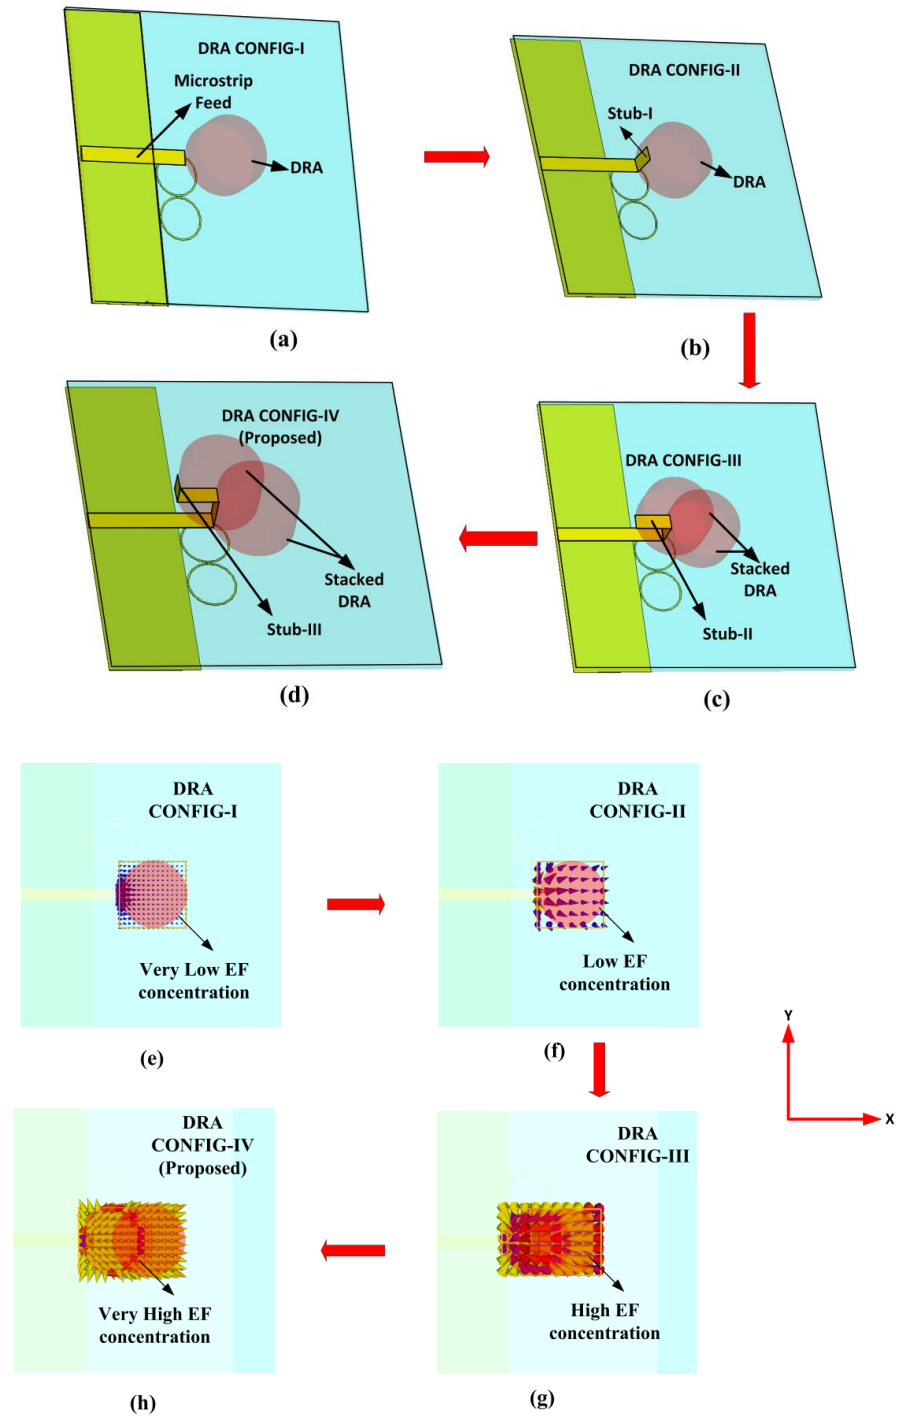 DRA CONFIG-I
Microstrip
Feed
DRA
(a)
DRA CONFIG-II
Stub-I
DRA
(b)
DRA CONFIG-IV
(Proposed)
Stacked
DRA
Stub-III
(d)
DRA CONFIG-III
Stacked
DRA
Stub-II
(c)
DRA
CONFIG-I
Very Low EF
concentration
(e)
DRA
CONFIG-II
Low EF
concentration
(f)
Y
X
DRA
CONFIG-IV
(Proposed)
Very High EF
concentration
(h)
DRA
CONFIG-III
High EF
concentration
(g)